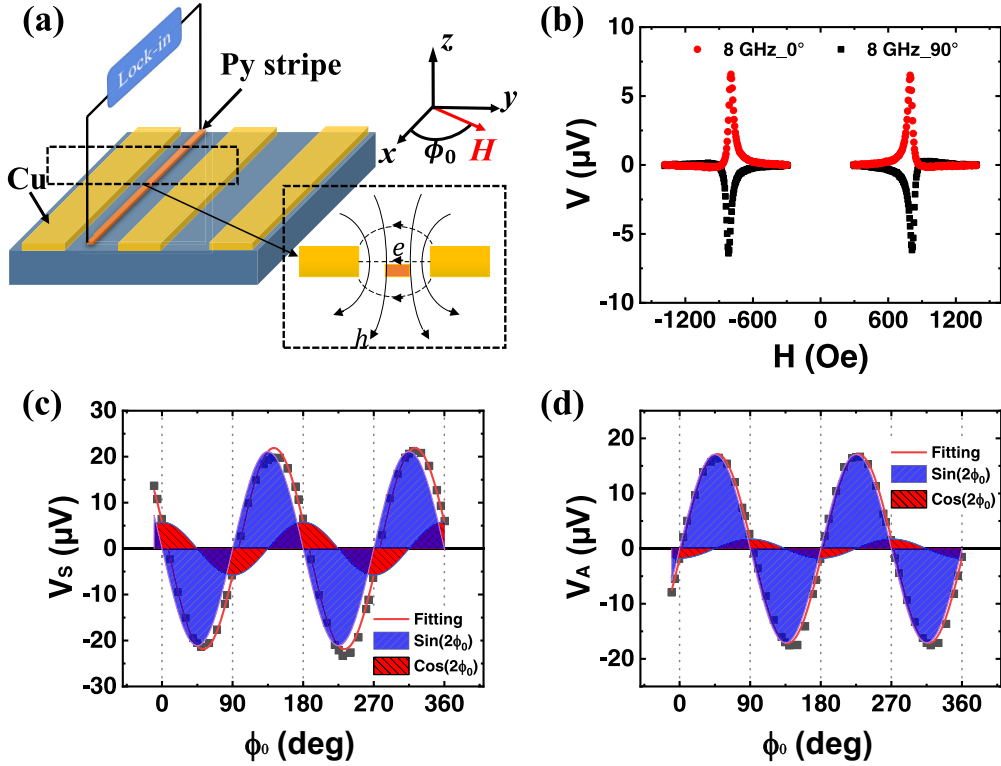 (a)
Lock-in
Py stripe
z
y
x
ϕ₀
H
Cu
e
h
(b)
8 GHz_0°
8 GHz_90°
V (μV)
10
5
0
-5
-10
-1200 -600 0 600 1200
H (Oe)
(c)
V_S (μV)
30
20
10
0
-10
-20
-30
Fitting
Sin(2ϕ₀)
Cos(2ϕ₀)
0 90 180 270 360
ϕ₀ (deg)
(d)
V_A (μV)
20
10
0
-10
-20
Fitting
Sin(2ϕ₀)
Cos(2ϕ₀)
0 90 180 270 360
ϕ₀ (deg)